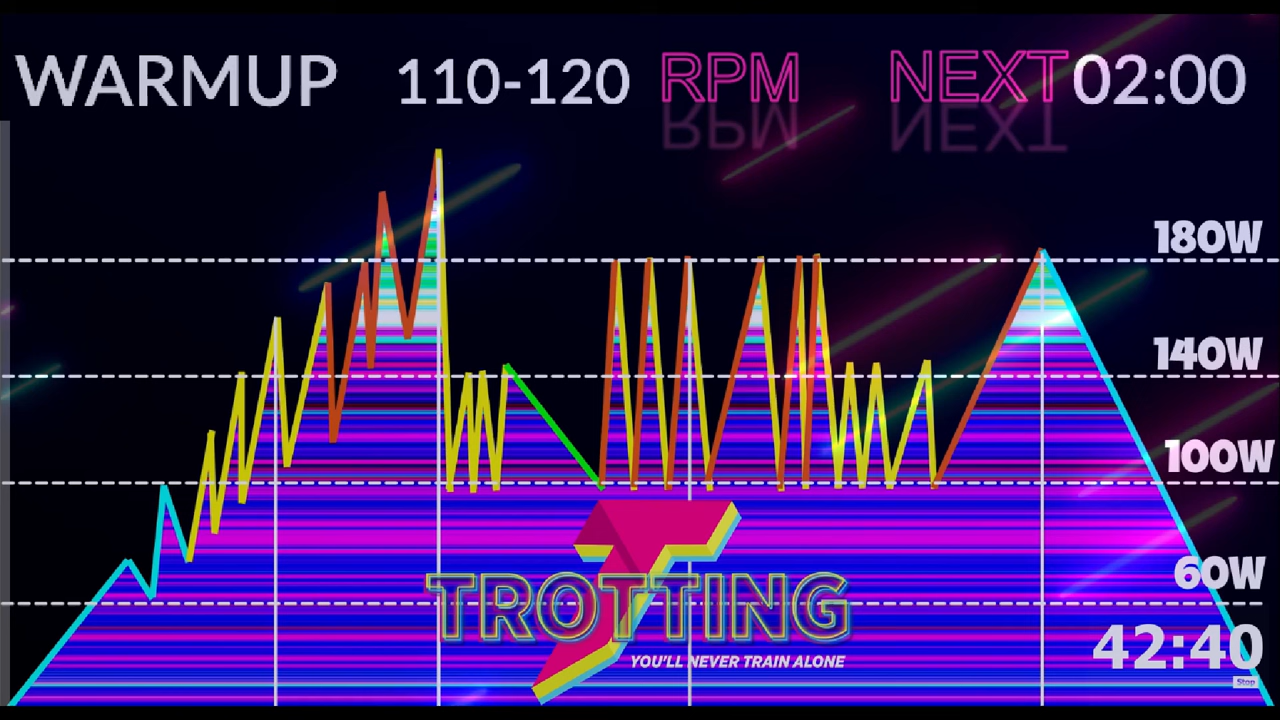 WARMUP 110-120 RPM NEXT 02:00
180W
140W
100W
60W
TROTTING
YOU'LL NEVER TRAIN ALONE
42:40
Stop